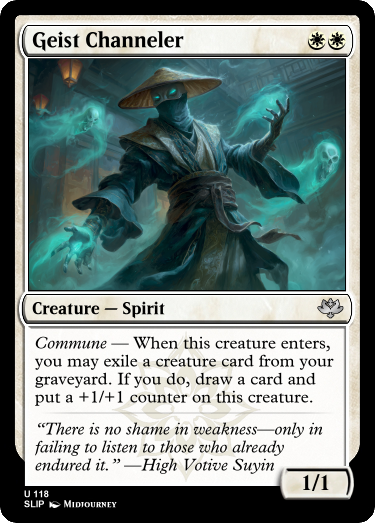 Geist Channeler
Creature — Spirit
Commune — When this creature enters,
you may exile a creature card from your
graveyard. If you do, draw a card and
put a +1/+1 counter on this creature.
“There is no shame in weakness—only in
failing to listen to those who already
endured it.” —High Votive Suyin
1/1
U 118
SLIP Midjourney